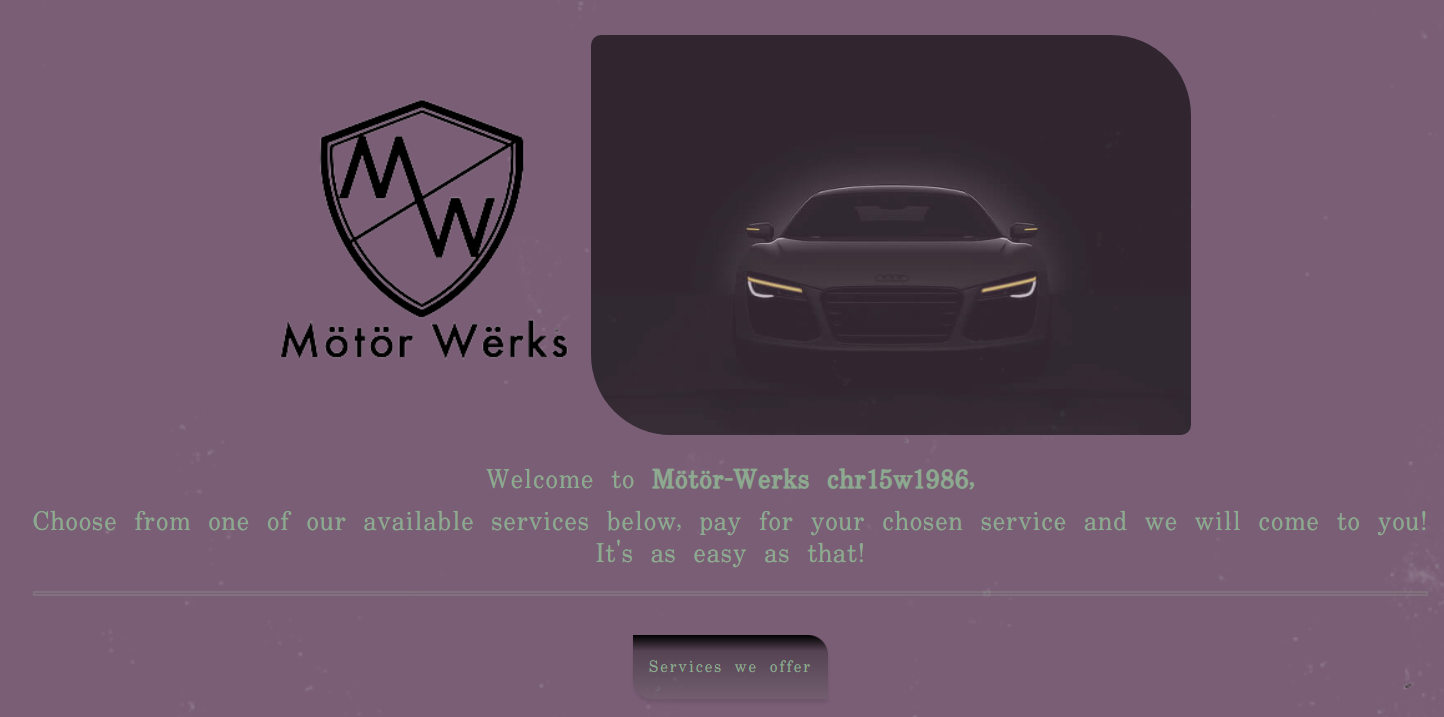 MW
Mötör Wërks
Welcome to Mötör-Werks chr15w1986,
Choose from one of our available services below, pay for your chosen service and we will come to you!
It's as easy as that!
Services we offer